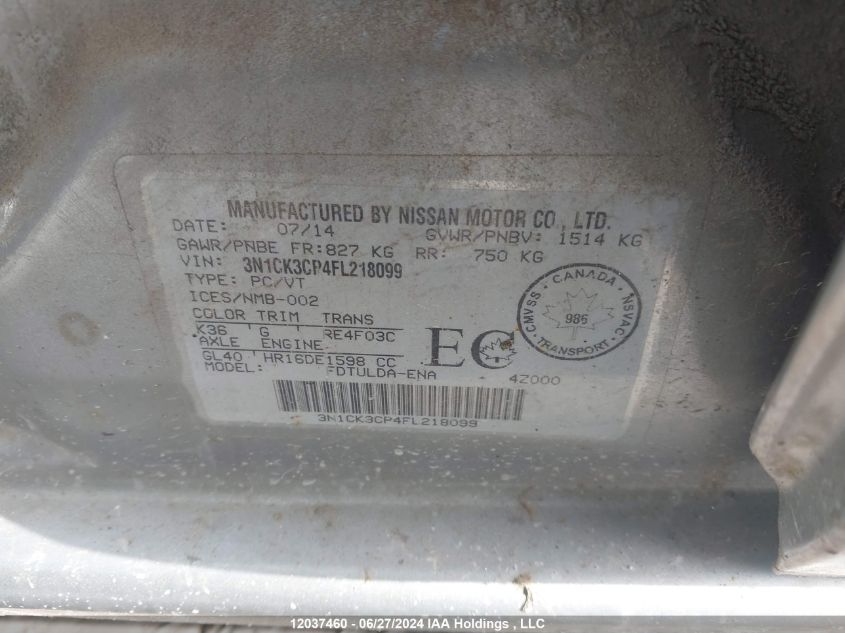 MANUFACTURED BY NISSAN MOTOR CO., LTD.
DATE: 07/14 GVWR/PNBV: 1514 KG
GAWR/PNBE FR: 827 KG RR: 750 KG
VIN: 3N1CK3CP4FL218099
TYPE: PC/VT
ICES/NMB-002
COLOR TRIM TRANS
K36 G RE4F03C
AXLE ENGINE
GL40 HR16DE1598 CC
MODEL: FDTULDA-ENA - 4Z000
EC
CANADA
CMVSS NSVAC
986
TRANSPORT
3N1CK3CP4FL218099
12037460 - 06/27/2024 IAA Holdings, LLC